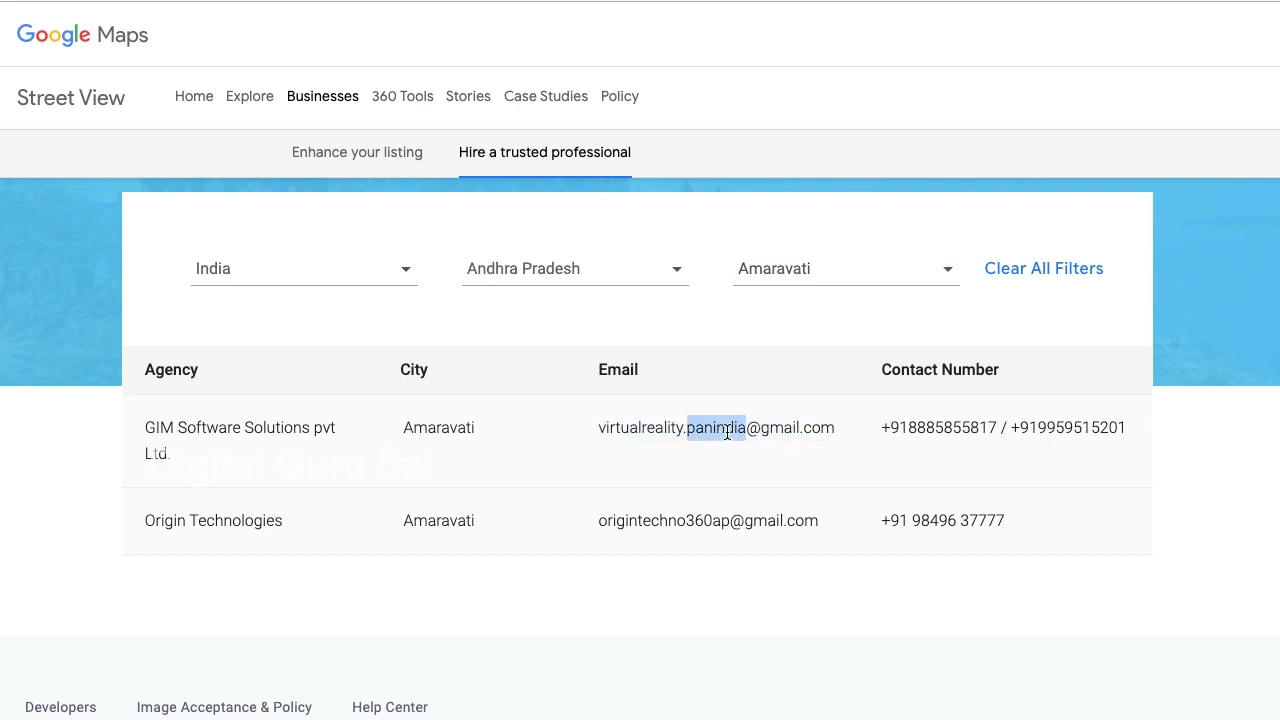 Google Maps
Street View Home Explore Businesses 360 Tools Stories Case Studies Policy
Enhance your listing Hire a trusted professional
India Andhra Pradesh Amaravati Clear All Filters
Agency City Email Contact Number
GIM Software Solutions pvt Ltd. Amaravati virtualreality.panindia@gmail.com +918885855817 / +919959515201
Digital Guru Sai
Origin Technologies Amaravati origintechno360ap@gmail.com +91 98496 37777
Developers Image Acceptance & Policy Help Center